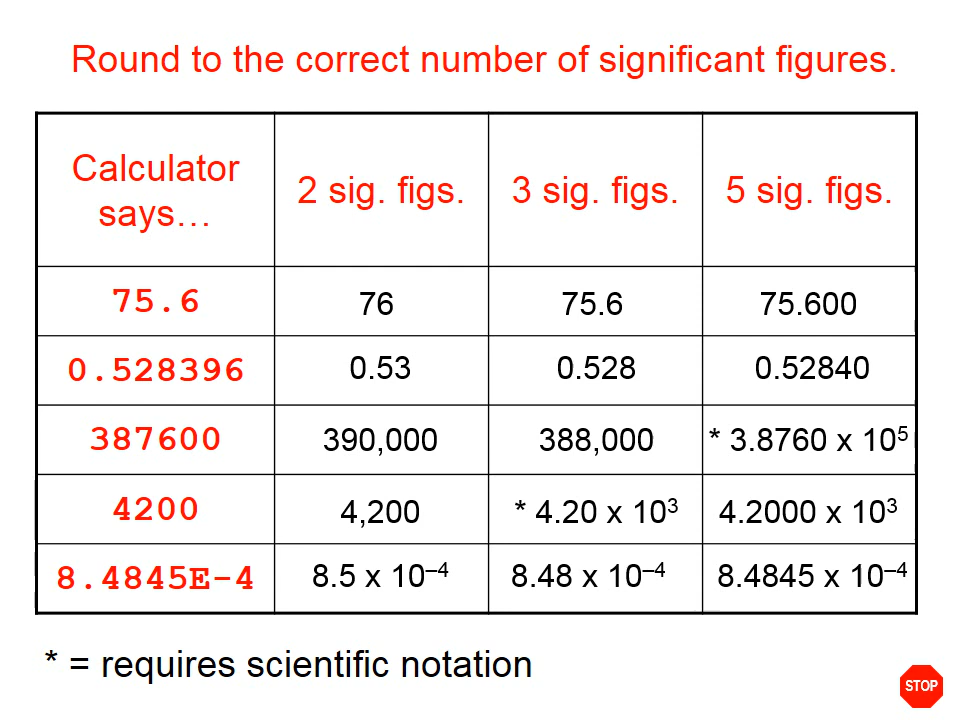 Round to the correct number of significant figures.
Calculator says… 2 sig. figs. 3 sig. figs. 5 sig. figs.
75.6 76 75.6 75.600
0.528396 0.53 0.528 0.52840
387600 390,000 388,000 * 3.8760 x 10⁵
4200 4,200 * 4.20 x 10³ 4.2000 x 10³
8.4845E-4 8.5 x 10⁻⁴ 8.48 x 10⁻⁴ 8.4845 x 10⁻⁴
* = requires scientific notation
STOP